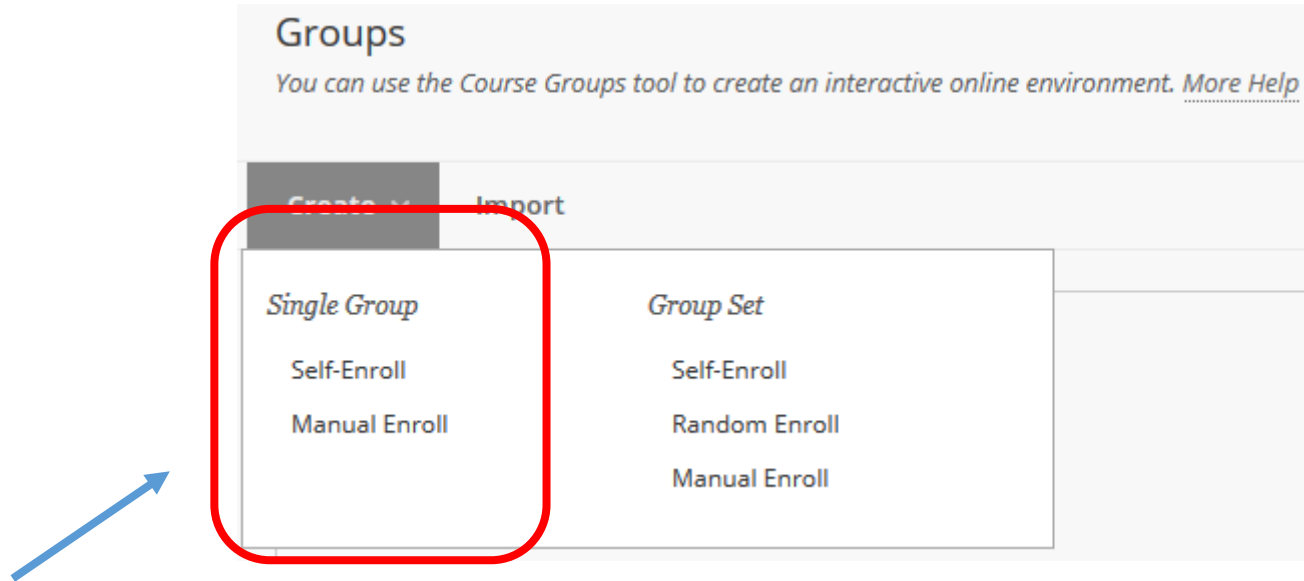 Groups
You can use the Course Groups tool to create an interactive online environment. More Help
Create Import
Single Group
Self-Enroll
Manual Enroll
Group Set
Self-Enroll
Random Enroll
Manual Enroll